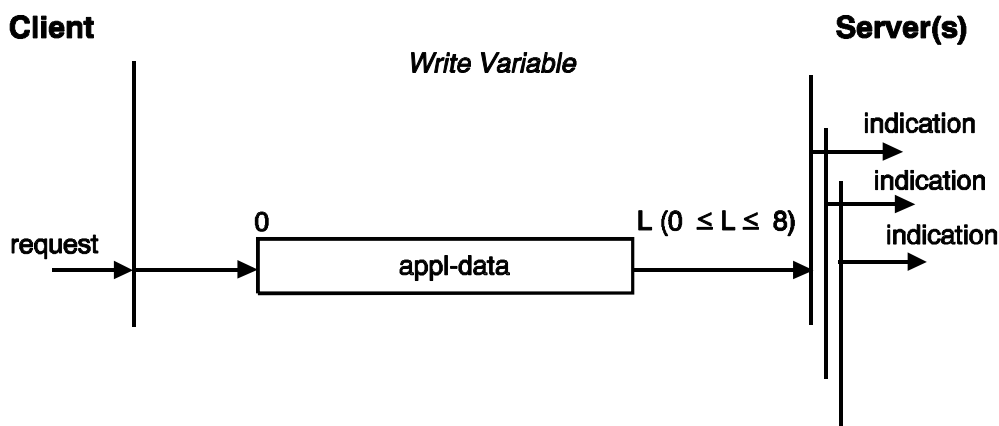 Client
Server(s)
Write Variable
indication
indication
0
L (0 ≤ L ≤ 8)
indication
request
appl-data